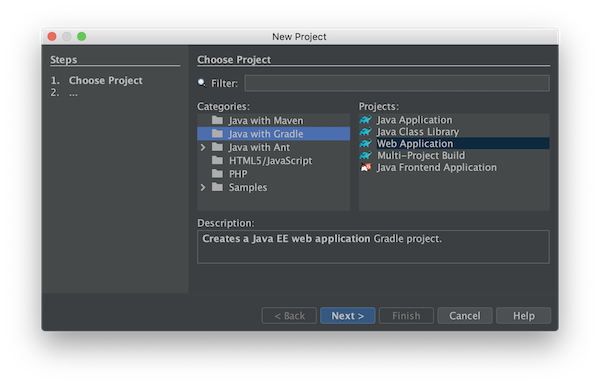 New Project
Steps
1. Choose Project
2. ...
Choose Project
Filter:
Categories:
Java with Maven
Java with Gradle
Java with Ant
HTML5/JavaScript
PHP
Samples
Projects:
Java Application
Java Class Library
Web Application
Multi-Project Build
Java Frontend Application
Description:
Creates a Java EE web application Gradle project.
< Back
Next >
Finish
Cancel
Help